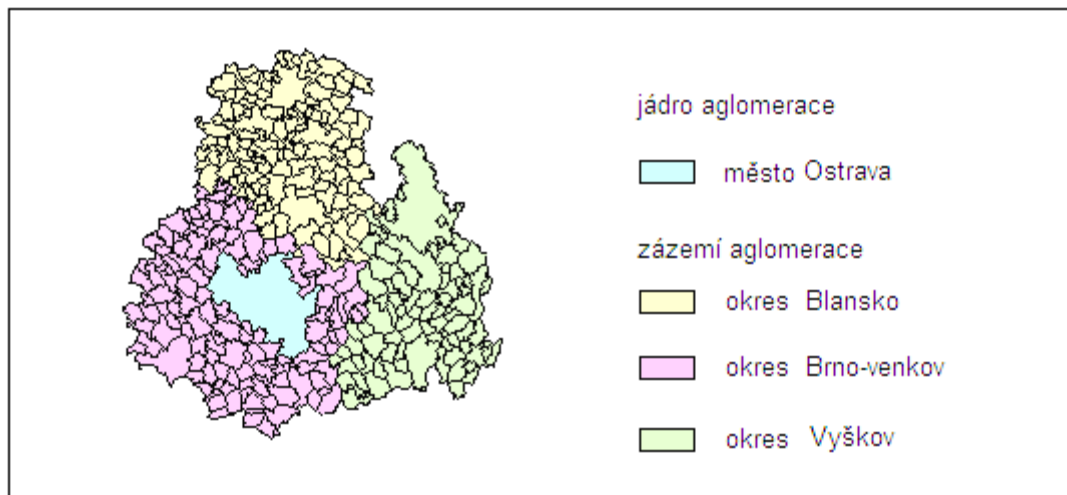 jádro aglomerace
město Ostrava
zázemí aglomerace
okres Blansko
okres Brno-venkov
okres Vyškov